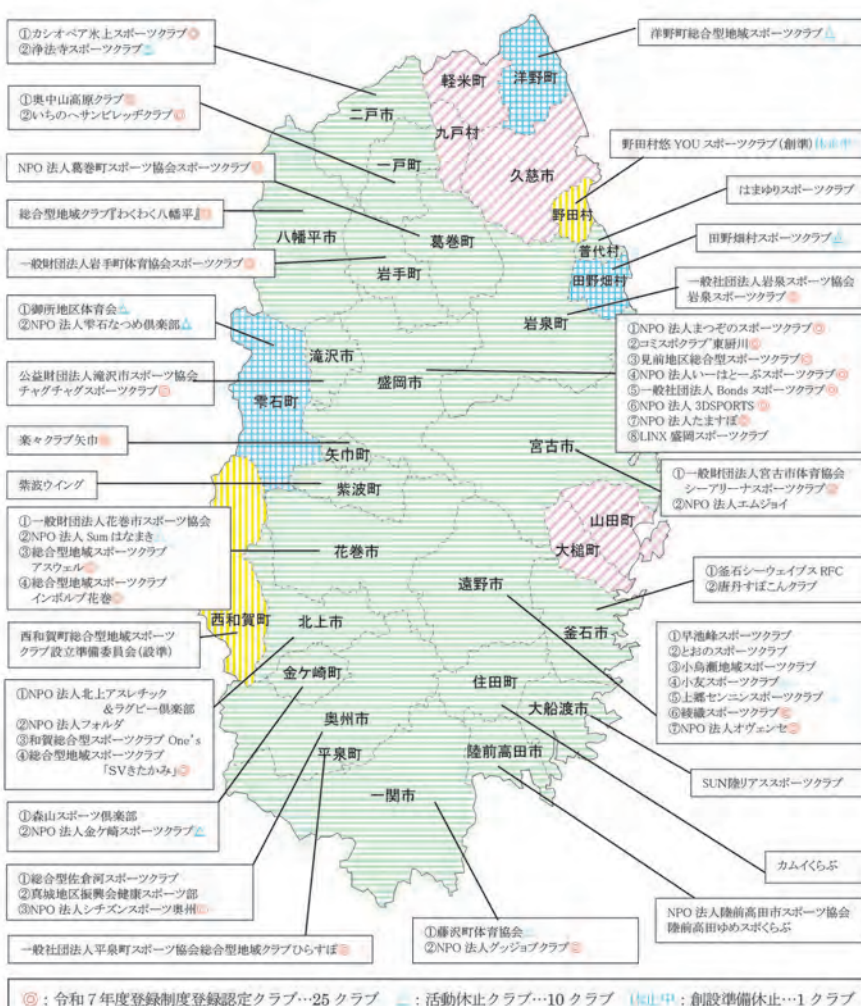 ①カシオペア氷上スポーツクラブ◎
②浄法寺スポーツクラブ△
①奥中山高原クラブ◎
②いちのへサンビレッヂクラブ◎
NPO法人葛巻町スポーツ協会スポーツクラブ◎
総合型地域クラブ『わくわく八幡平』◎
一般財団法人岩手町体育協会スポーツクラブ◎
①御所地区体育会△
②NPO法人雫石なつめ倶楽部△
公益財団法人滝沢市スポーツ協会
チャグチャグスポーツクラブ◎
楽々クラブ矢巾◎
紫波ウイング
①一般財団法人花巻市スポーツ協会
②NPO法人Sumはなまき△
③総合型地域スポーツクラブ
アスウェル◎
④総合型地域スポーツクラブ
インボルブ花巻◎
西和賀町総合型地域スポーツ
クラブ設立準備委員会(設準)
①NPO法人北上アスレチック
&ラグビー倶楽部
②NPO法人フォルダ
③和賀総合型スポーツクラブOne's
④総合型地域スポーツクラブ
「SVきたかみ」◎
①森山スポーツ倶楽部
②NPO法人金ケ崎スポーツクラブ△
①総合型佐倉河スポーツクラブ
②真城地区振興会健康スポーツ部
③NPO法人シチズンスポーツ奥州◎
一般社団法人平泉町スポーツ協会総合型地域クラブひらすぽ◎
二戸市
軽米町
洋野町
九戸村
一戸町
久慈市
野田村
八幡平市
葛巻町
普代村
岩手町
田野畑村
岩泉町
滝沢市
盛岡市
雫石町
矢巾町
宮古市
紫波町
山田町
大槌町
花巻市
遠野市
西和賀町
北上市
釜石市
金ケ崎町
住田町
大船渡市
奥州市
平泉町
陸前高田市
一関市
洋野町総合型地域スポーツクラブ△
野田村悠YOUスポーツクラブ(創準)休止中
はまゆりスポーツクラブ
田野畑村スポーツクラブ△
一般社団法人岩泉スポーツ協会
岩泉スポーツクラブ◎
①NPO法人まつぞのスポーツクラブ◎
②コミスポクラブ東厨川◎
③見前地区総合型スポーツクラブ◎
④NPO法人いーはとーぶスポーツクラブ◎
⑤一般社団法人Bondsスポーツクラブ◎
⑥NPO法人3DSPORTS◎
⑦NPO法人たますぽ◎
⑧LINX盛岡スポーツクラブ
①一般財団法人宮古市体育協会
シーアリーナスポーツクラブ◎
②NPO法人エムジョイ
①釜石シーウェイブスRFC
②唐丹すぽこんクラブ
①早池峰スポーツクラブ
②とおのスポーツクラブ
③小烏瀬地域スポーツクラブ
④小友スポーツクラブ
⑤上郷センニンスポーツクラブ
⑥綾織スポーツクラブ◎
⑦NPO法人オヴェンセ◎
SUN陸リアススポーツクラブ
カムイくらぶ
NPO法人陸前高田市スポーツ協会
陸前高田ゆめスポくらぶ
①藤沢町体育協会△
②NPO法人グッジョブクラブ◎
◎:令和7年度登録制度登録認定クラブ…25クラブ △:活動休止クラブ…10クラブ 休止中:創設準備休止…1クラブ